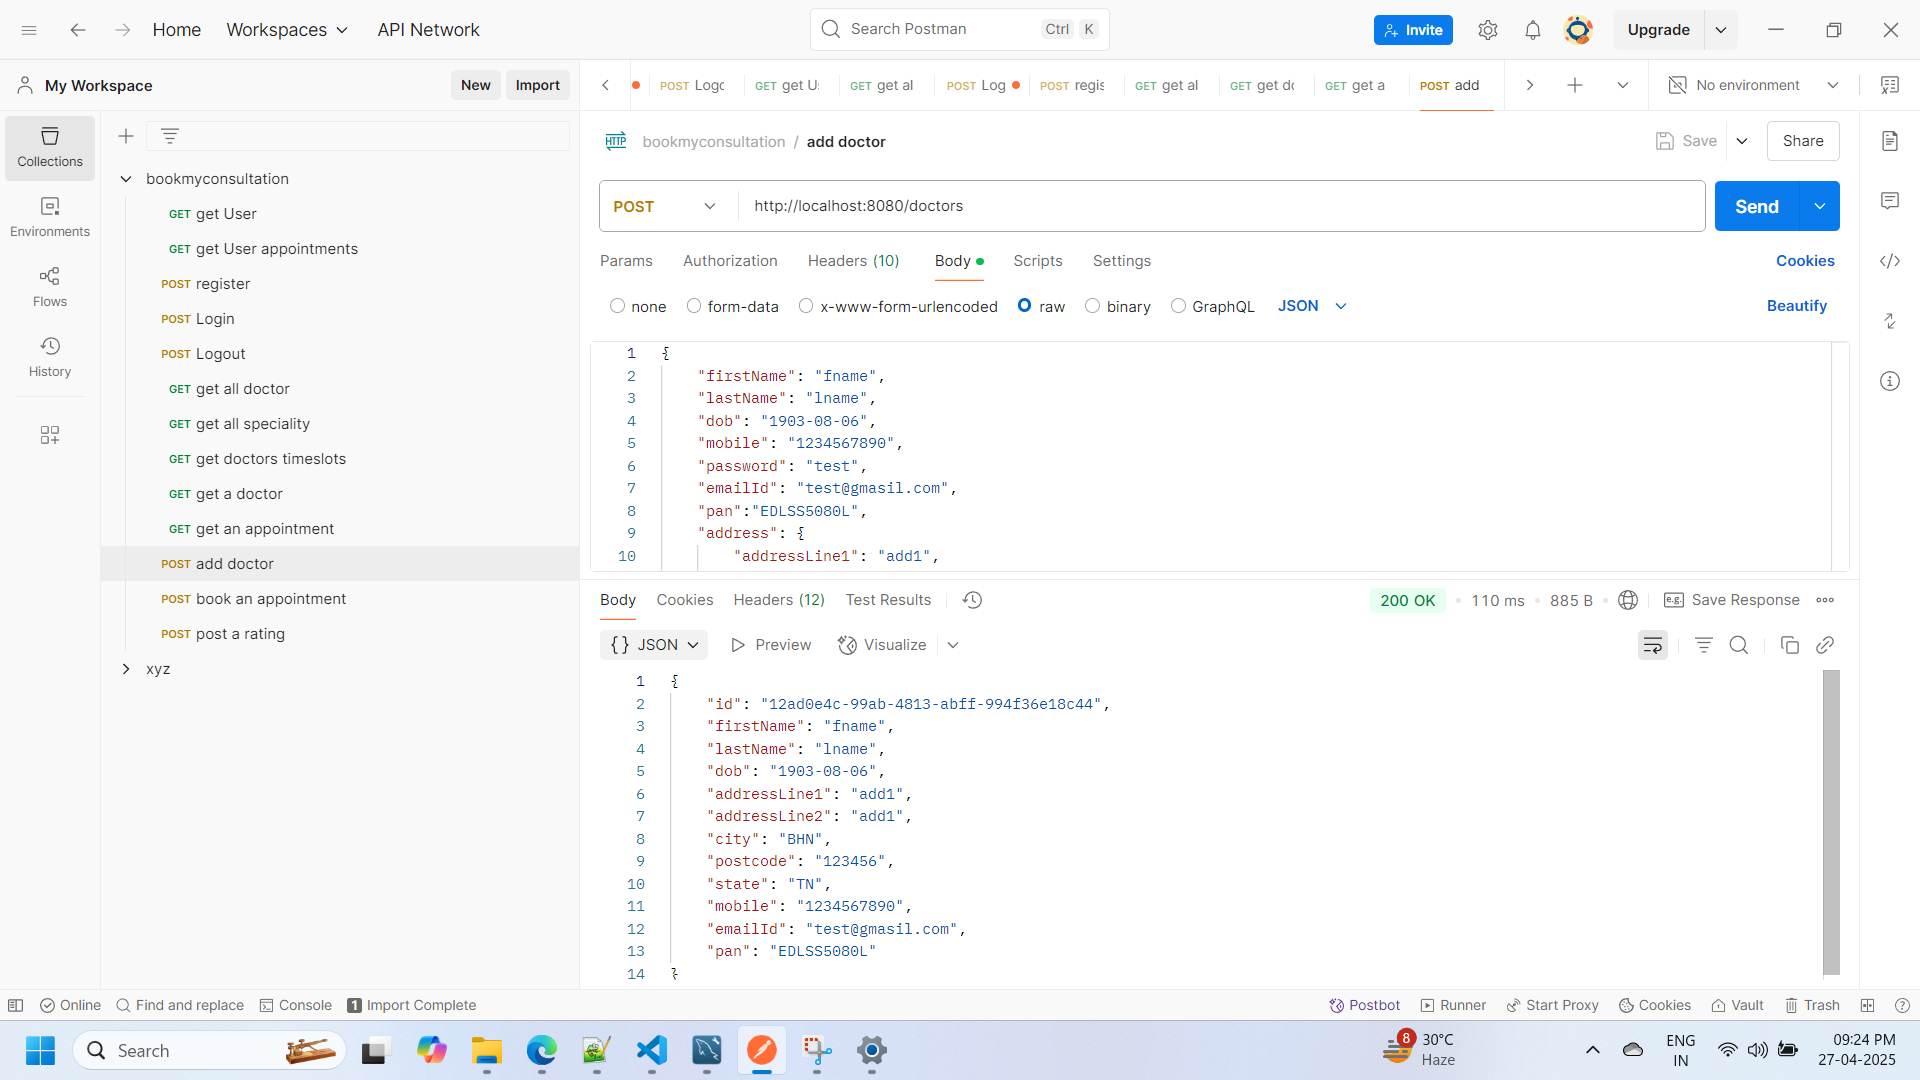 Home
Workspaces
API Network
Search Postman
Ctrl
K
Invite
Upgrade
My Workspace
New
Import
POST Logc
GET get U
GET get al
POST Log
POST regis
GET get al
GET get dc
GET get a
POST add
No environment
Collections
Environments
Flows
History
bookmyconsultation
GET get User
GET get User appointments
POST register
POST Login
POST Logout
GET get all doctor
GET get all speciality
GET get doctors timeslots
GET get a doctor
GET get an appointment
POST add doctor
POST book an appointment
POST post a rating
xyz
HTTP
bookmyconsultation / add doctor
Save
Share
POST
http://localhost:8080/doctors
Send
Params
Authorization
Headers (10)
Body
Scripts
Settings
Cookies
none
form-data
x-www-form-urlencoded
raw
binary
GraphQL
JSON
Beautify
1 {
2 "firstName": "fname",
3 "lastName": "lname",
4 "dob": "1903-08-06",
5 "mobile": "1234567890",
6 "password": "test",
7 "emailId": "test@gmasil.com",
8 "pan":"EDLSS5080L",
9 "address": {
10 "addressLine1": "add1",
Body
Cookies
Headers (12)
Test Results
200 OK
110 ms
885 B
e.g.
Save Response
{} JSON
Preview
Visualize
1 {
2 "id": "12ad0e4c-99ab-4813-abff-994f36e18c44",
3 "firstName": "fname",
4 "lastName": "lname",
5 "dob": "1903-08-06",
6 "addressLine1": "add1",
7 "addressLine2": "add1",
8 "city": "BHN",
9 "postcode": "123456",
10 "state": "TN",
11 "mobile": "1234567890",
12 "emailId": "test@gmasil.com",
13 "pan": "EDLSS5080L"
14 }
Online
Find and replace
Console
1 Import Complete
Postbot
Runner
Start Proxy
Cookies
Vault
Trash
Search
8
30°C
Haze
ENG
IN
09:24 PM
27-04-2025